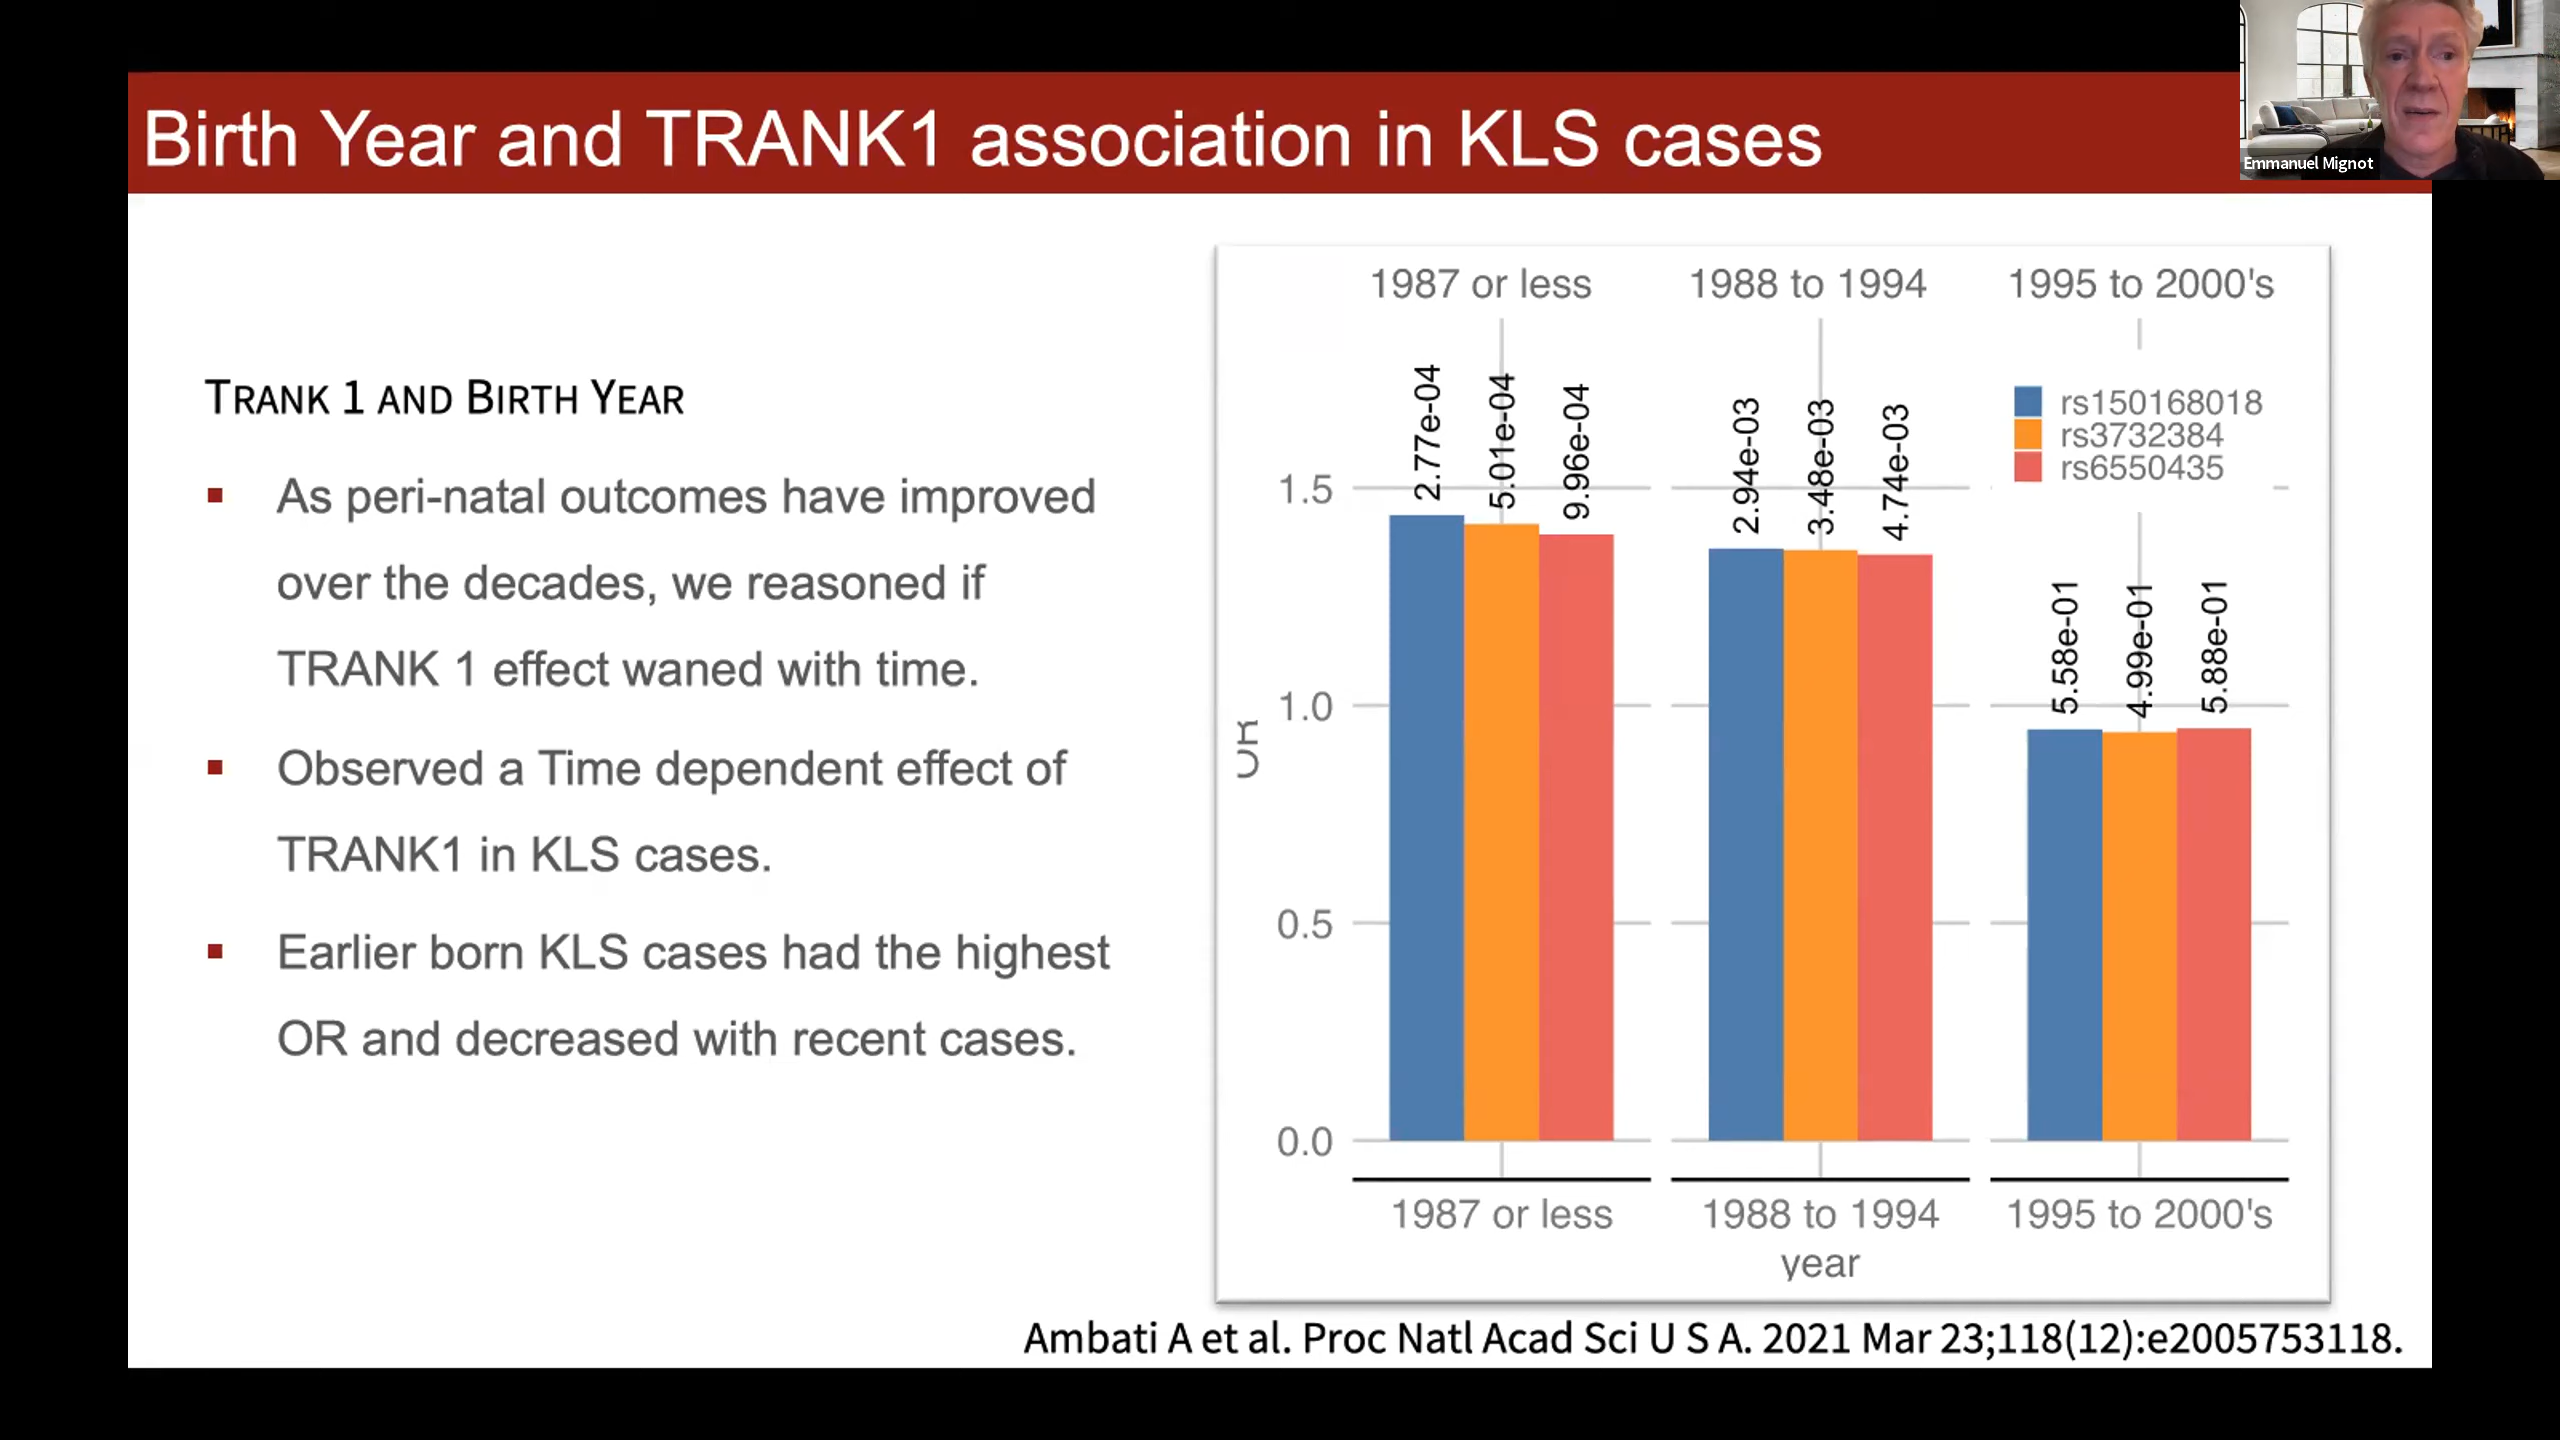 Birth Year and TRANK1 association in KLS cases
Emmanuel Mignot
TRANK 1 AND BIRTH YEAR
▪ As peri-natal outcomes have improved
over the decades, we reasoned if
TRANK 1 effect waned with time.
▪ Observed a Time dependent effect of
TRANK1 in KLS cases.
▪ Earlier born KLS cases had the highest
OR and decreased with recent cases.
1987 or less
1988 to 1994
1995 to 2000's
2.77e-04
5.01e-04
9.96e-04
2.94e-03
3.48e-03
4.74e-03
5.58e-01
4.99e-01
5.88e-01
rs150168018
rs3732384
rs6550435
1.5
1.0
0.5
0.0
OR
1987 or less
1988 to 1994
1995 to 2000's
year
Ambati A et al. Proc Natl Acad Sci U S A. 2021 Mar 23;118(12):e2005753118.